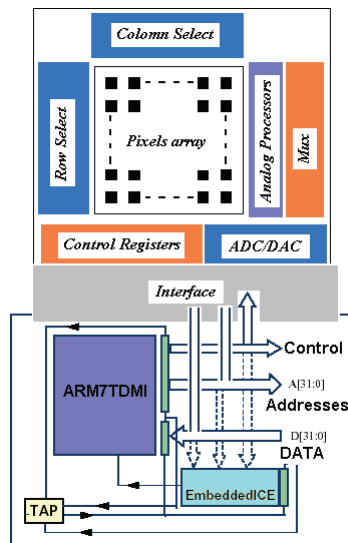 Colomn Select
Row Select
Pixels array
Analog Processors
Mux
Control Registers
ADC/DAC
Interface
Control
ARM7TDMI
A[31:0]
Addresses
D[31:0]
DATA
EmbeddedICE
TAP